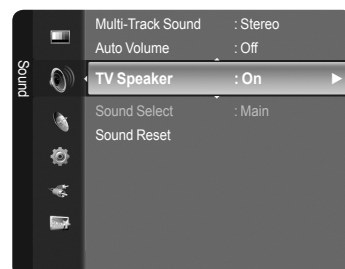 Sound
Multi-Track Sound : Stereo
Auto Volume : Off
TV Speaker : On
Sound Select : Main
Sound Reset